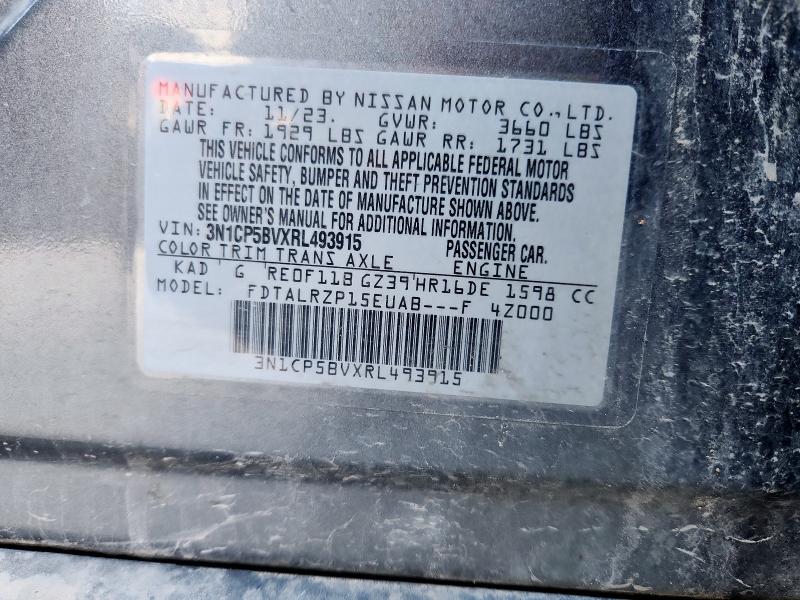 MANUFACTURED BY NISSAN MOTOR CO., LTD.
DATE: 11/23. GVWR: 3660 LBS
GAWR FR: 1929 LBS GAWR RR: 1731 LBS
THIS VEHICLE CONFORMS TO ALL APPLICABLE FEDERAL MOTOR
VEHICLE SAFETY, BUMPER AND THEFT PREVENTION STANDARDS
IN EFFECT ON THE DATE OF MANUFACTURE SHOWN ABOVE.
SEE OWNER'S MANUAL FOR ADDITIONAL INFORMATION.
VIN: 3N1CP5BVXRL493915 PASSENGER CAR.
COLOR TRIM TRANS AXLE ENGINE
KAD G RE0F11B GZ39 HR16DE 1598 CC
MODEL: FDTALRZP15EUAB---F 4Z000
3N1CP5BVXRL493915